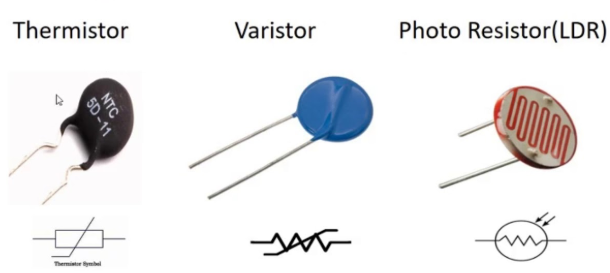 Thermistor
Varistor
Photo Resistor(LDR)
NTC
5D-11
Thermistor Symbol